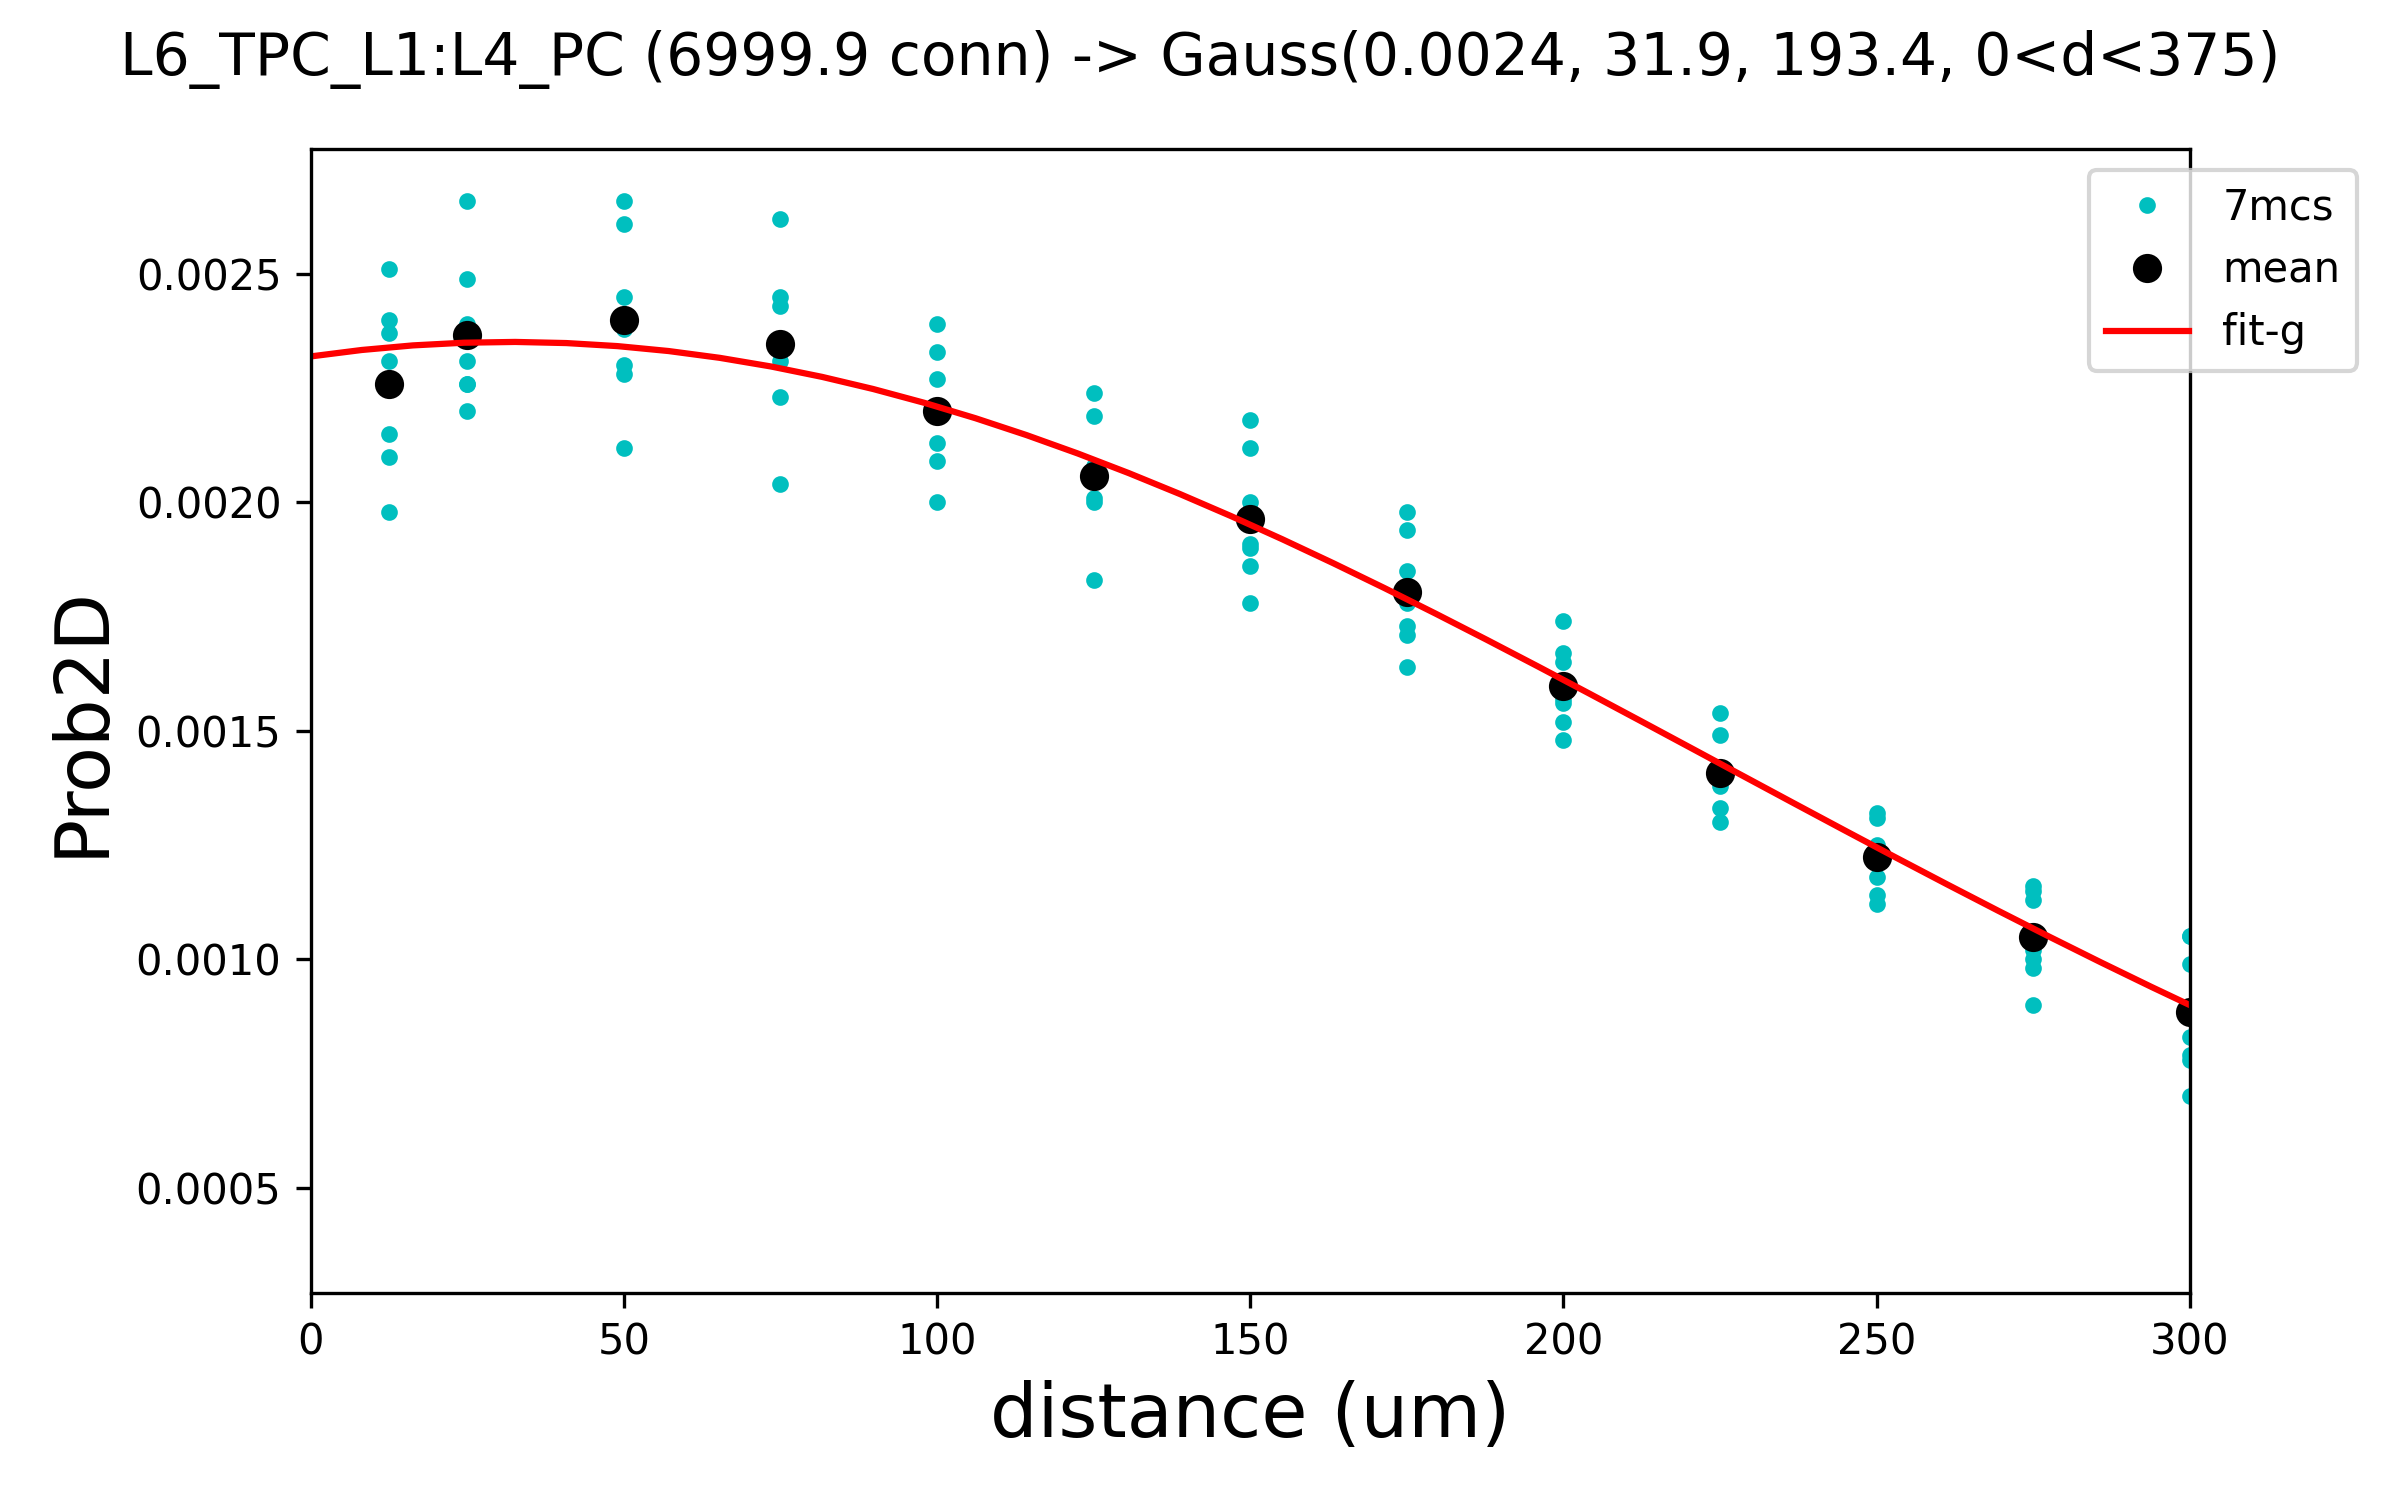 L6_TPC_L1:L4_PC (6999.9 conn) -> Gauss(0.0024, 31.9, 193.4, 0<d<375)
7mcs
mean
fit-g
0.0025
0.0020
0.0015
0.0010
0.0005
Prob2D
0 50 100 150 200 250 300
distance (um)